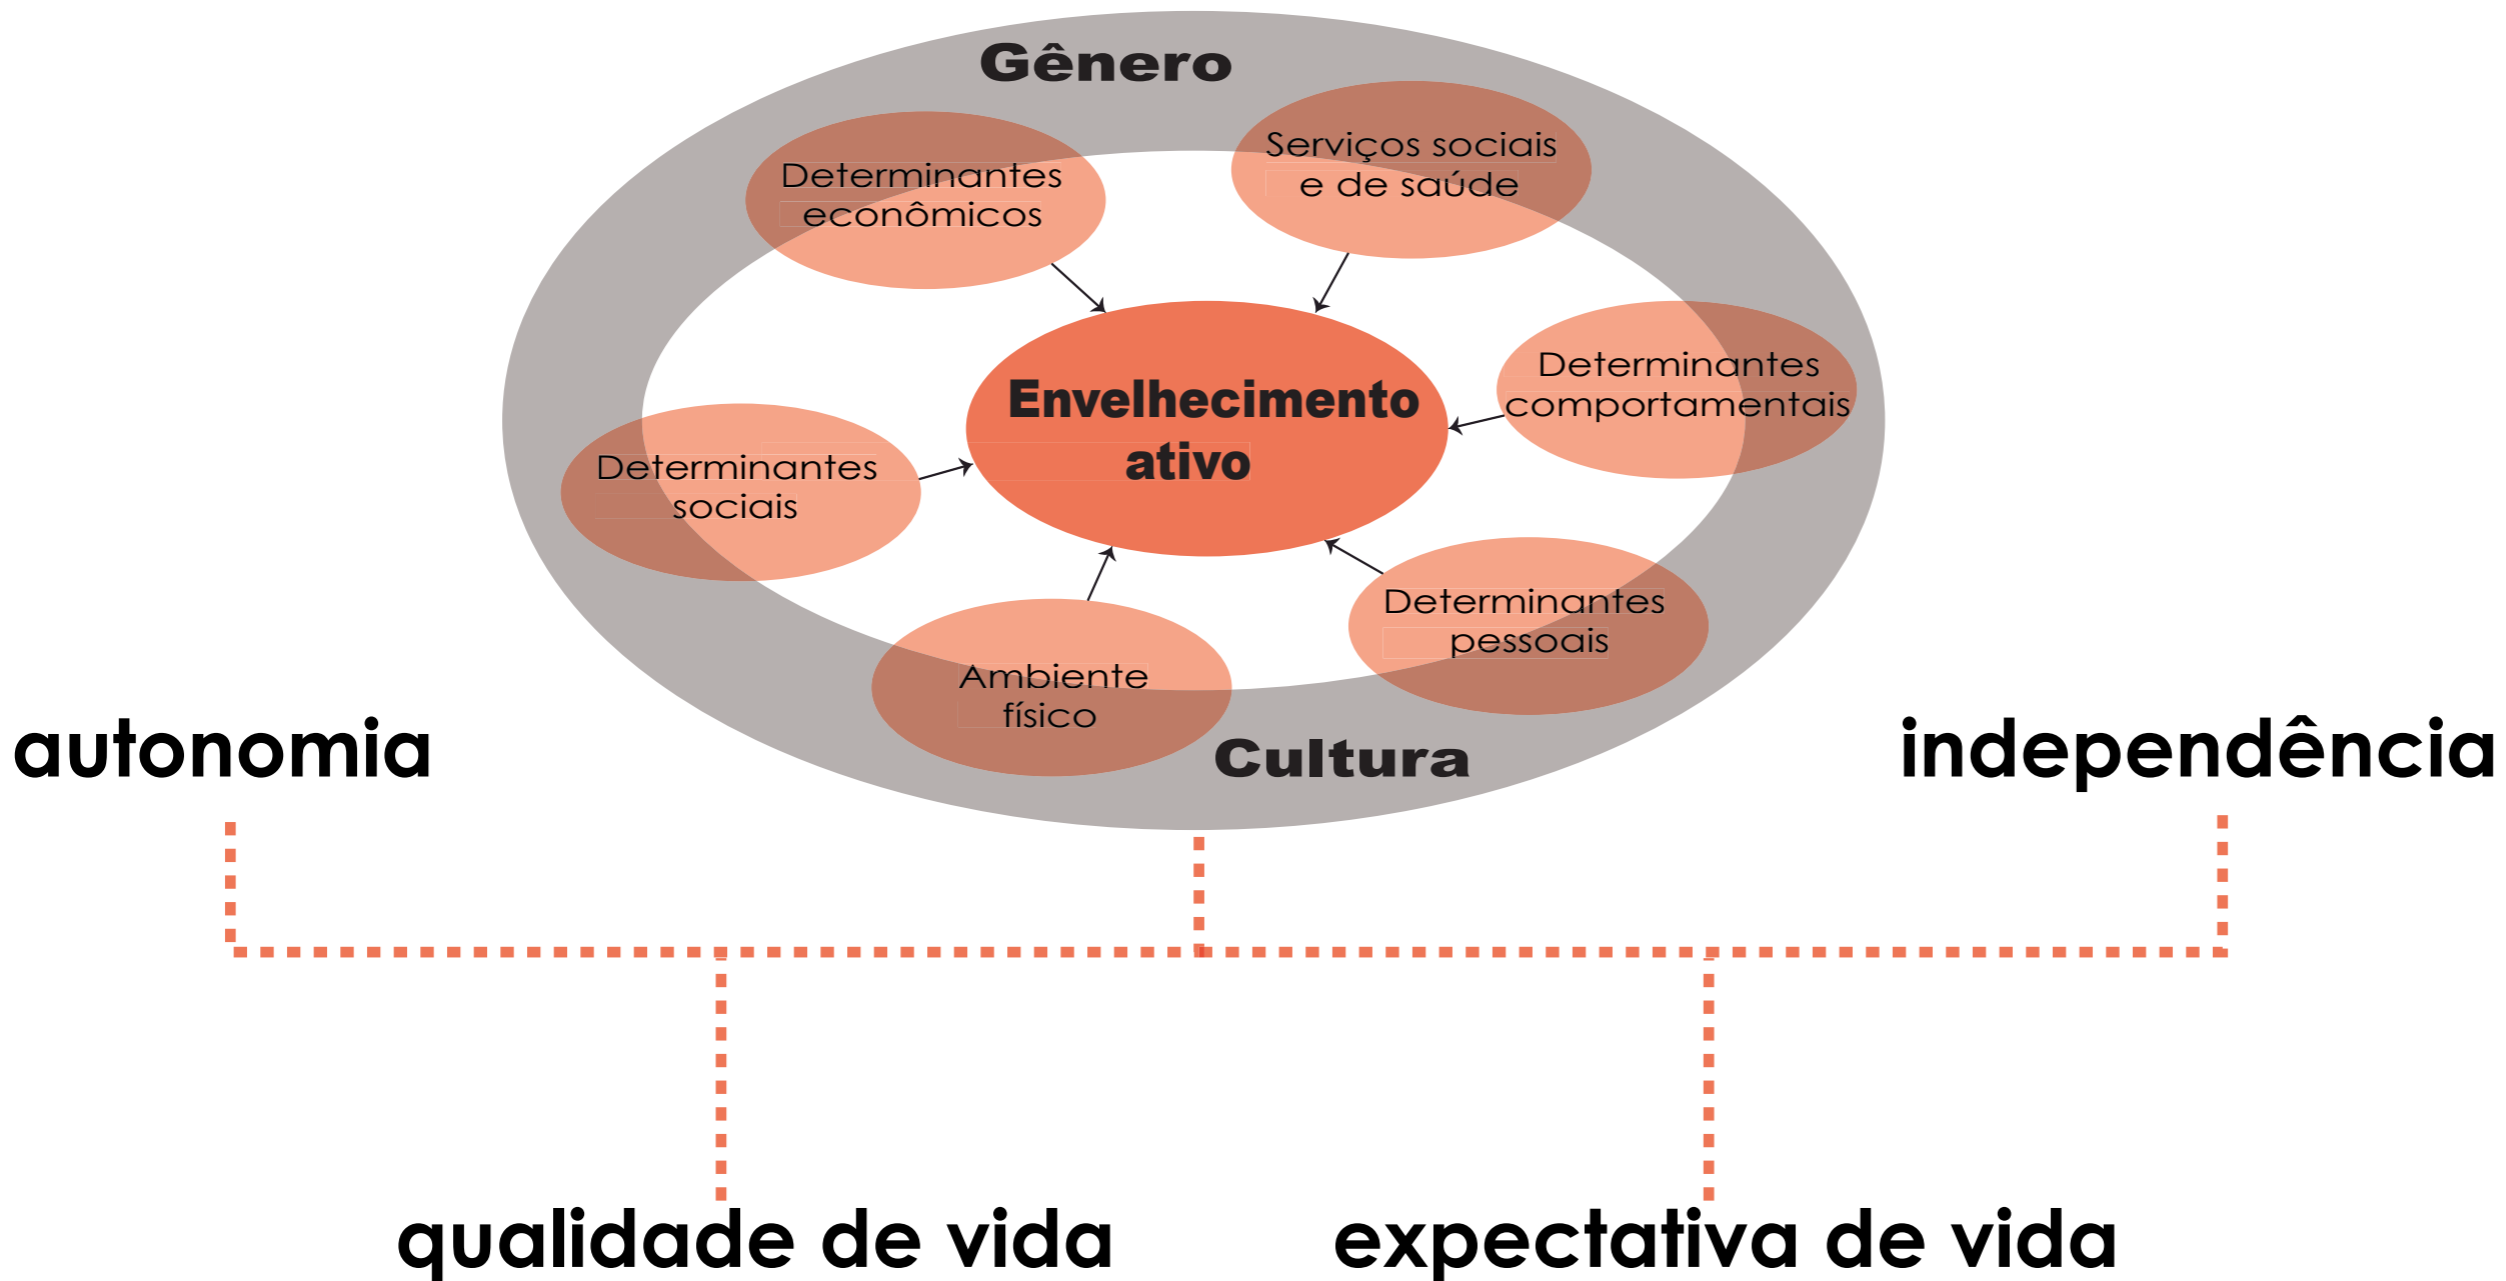 Gênero
Serviços sociais
e de saúde
Determinantes
econômicos
Determinantes
comportamentais
Envelhecimento
ativo
Determinantes
sociais
Determinantes
pessoais
Ambiente
físico
Cultura
autonomia
independência
qualidade de vida
expectativa de vida